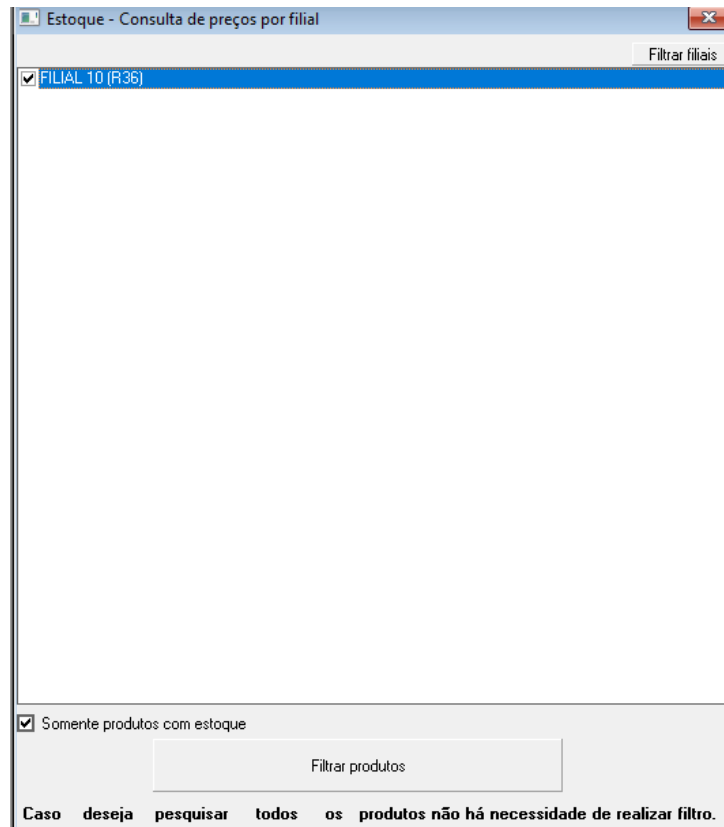 Estoque - Consulta de preços por filial
Filtrar filiais
FILIAL 10 (R36)
Somente produtos com estoque
Filtrar produtos
Caso deseja pesquisar todos os produtos não há necessidade de realizar filtro.